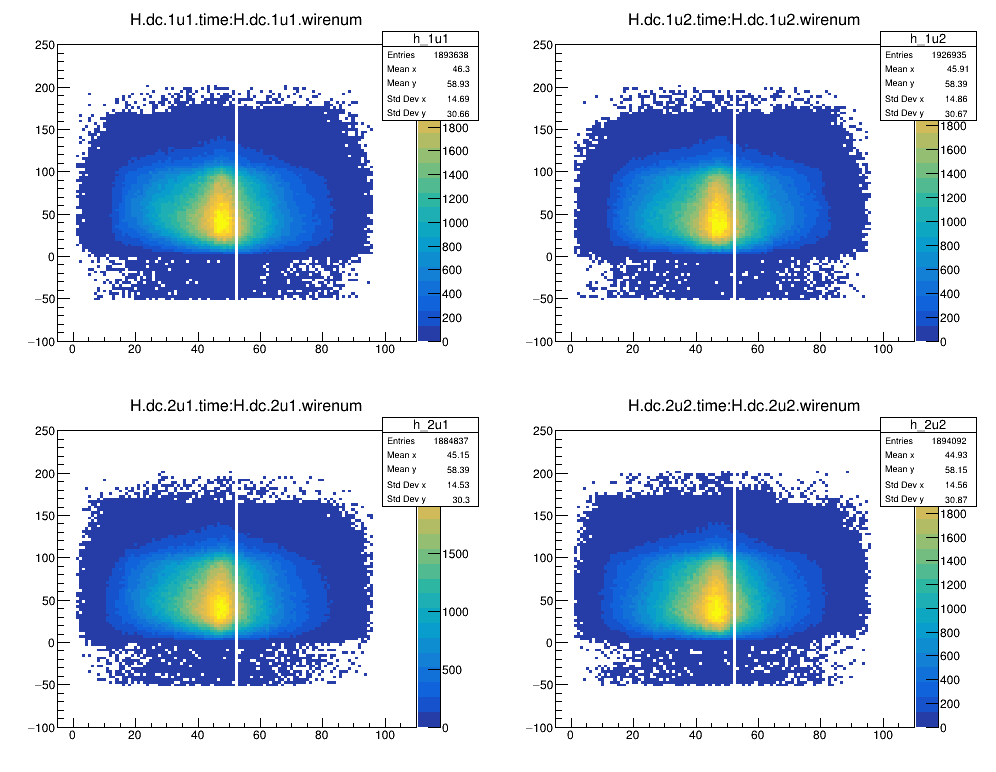 H.dc.1u1.time:H.dc.1u1.wirenum
h_1u1
Entries 1893638
Mean x 46.3
Mean y 58.93
Std Dev x 14.69
Std Dev y 30.66
250
200
150
100
50
0
−50
−100
0 20 40 60 80 100
1800
1600
1400
1200
1000
800
600
400
200
0
H.dc.1u2.time:H.dc.1u2.wirenum
h_1u2
Entries 1926935
Mean x 45.91
Mean y 58.39
Std Dev x 14.86
Std Dev y 30.67
250
200
150
100
50
0
−50
−100
0 20 40 60 80 100
1800
1600
1400
1200
1000
800
600
400
200
0
H.dc.2u1.time:H.dc.2u1.wirenum
h_2u1
Entries 1884837
Mean x 45.15
Mean y 58.39
Std Dev x 14.53
Std Dev y 30.3
250
200
150
100
50
0
−50
−100
0 20 40 60 80 100
1500
1000
500
0
H.dc.2u2.time:H.dc.2u2.wirenum
h_2u2
Entries 1894092
Mean x 44.93
Mean y 58.15
Std Dev x 14.56
Std Dev y 30.87
250
200
150
100
50
0
−50
−100
0 20 40 60 80 100
1800
1600
1400
1200
1000
800
600
400
200
0